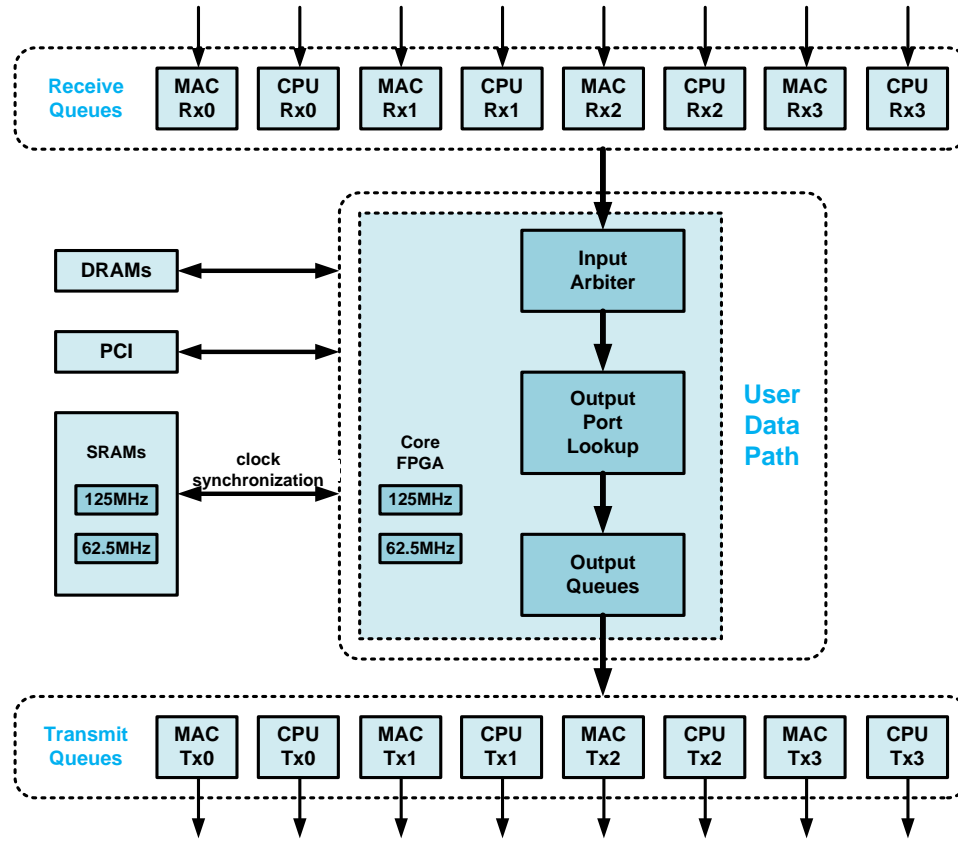 Receive
Queues
MAC
Rx0
CPU
Rx0
MAC
Rx1
CPU
Rx1
MAC
Rx2
CPU
Rx2
MAC
Rx3
CPU
Rx3
DRAMs
PCI
SRAMs
125MHz
62.5MHz
clock
synchronization
Core
FPGA
125MHz
62.5MHz
Input
Arbiter
Output
Port
Lookup
Output
Queues
User
Data
Path
Transmit
Queues
MAC
Tx0
CPU
Tx0
MAC
Tx1
CPU
Tx1
MAC
Tx2
CPU
Tx2
MAC
Tx3
CPU
Tx3